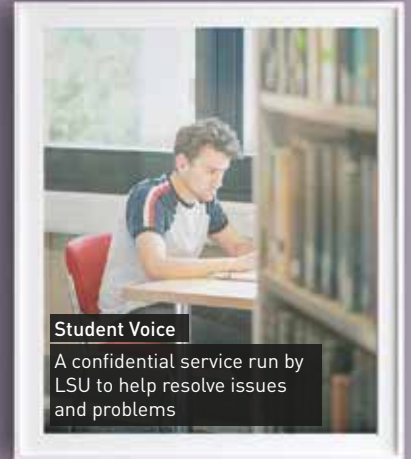 Student Voice
A confidential service run by
LSU to help resolve issues
and problems